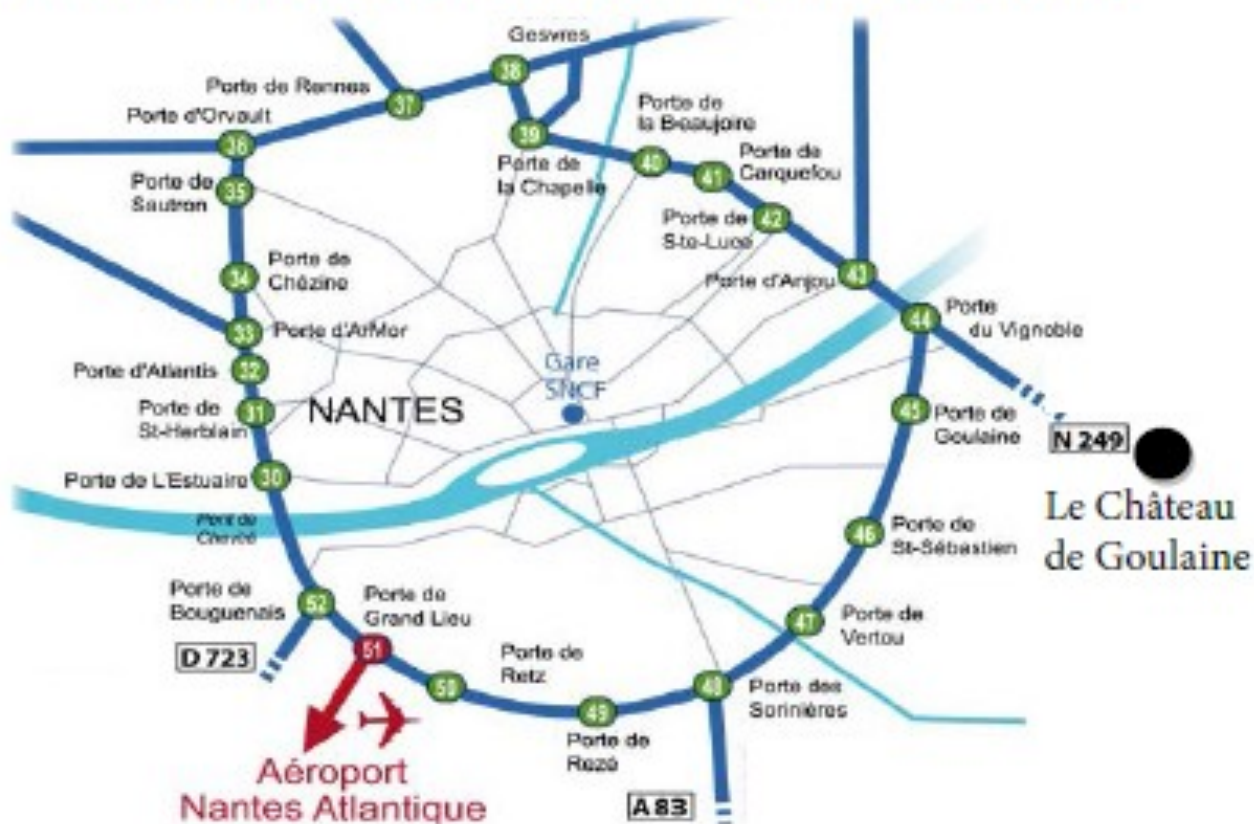 Gesvres
38
Porte de Rennes
37
Porte d'Orvault
36
39
Porte de
la Beaujoire
40
Porte de
la Chapelle
41
Porte de
Carquefou
Porte de
Sautron
35
42
Porte de
Ste-Luce
34
Porte de
Chézine
43
Porte d'Anjou
44
Porte
du Vignoble
33
Porte d'ArMor
32
Porte d'Atlantis
Gare
SNCF
31
Porte de
St-Herblain
NANTES
45
Porte de
Goulaine
N 249
Le Château
de Goulaine
30
Porte de L'Estuaire
Pont de
46
Porte de
St-Sébastien
Porte de
Bouguenais
52
Porte de
Grand Lieu
47
Porte de
Vertou
D 723
51
Porte de
Retz
50
48
Porte des
Sorinières
49
Porte de
Rezé
Aéroport
Nantes Atlantique
A 83